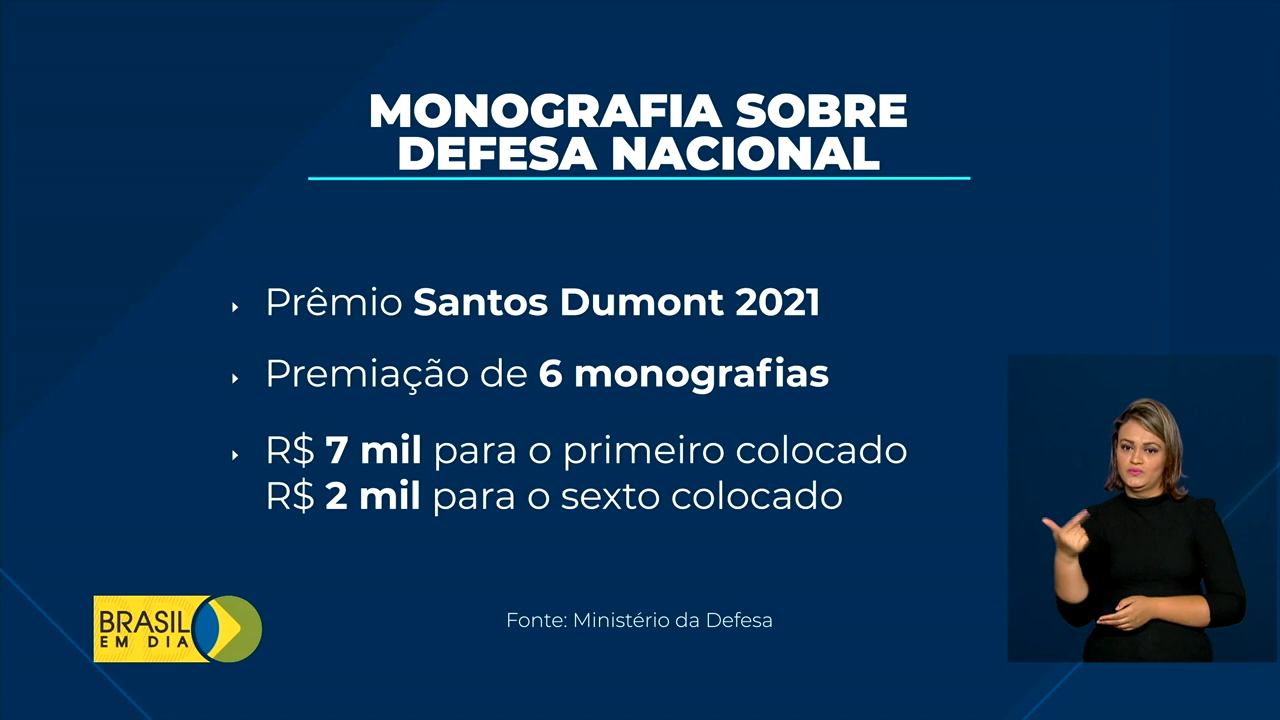 MONOGRAFIA SOBRE
DEFESA NACIONAL
Prêmio Santos Dumont 2021
Premiação de 6 monografias
R$ 7 mil para o primeiro colocado
R$ 2 mil para o sexto colocado
Fonte: Ministério da Defesa
BRASIL
EM DIA